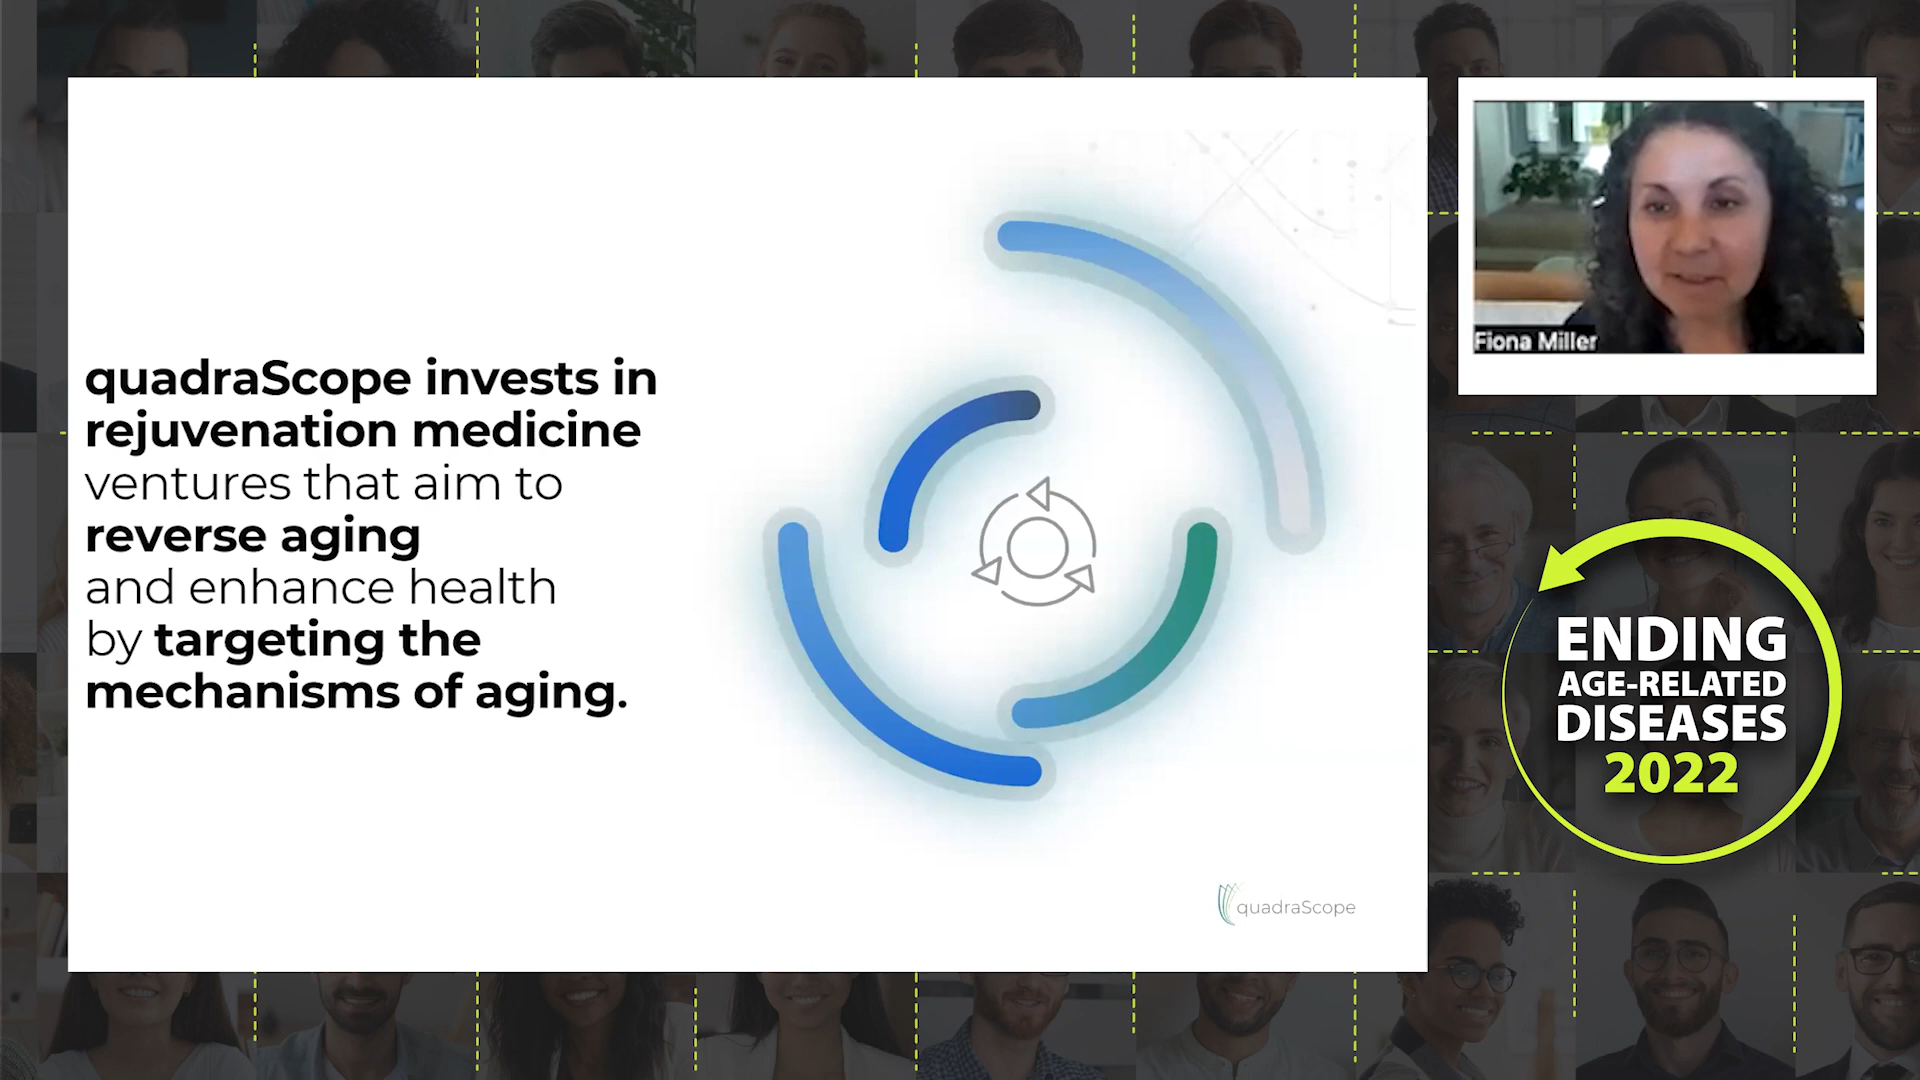 quadraScope invests in
rejuvenation medicine
ventures that aim to
reverse aging
and enhance health
by targeting the
mechanisms of aging.
quadraScope
Fiona Miller
ENDING
AGE-RELATED
DISEASES
2022